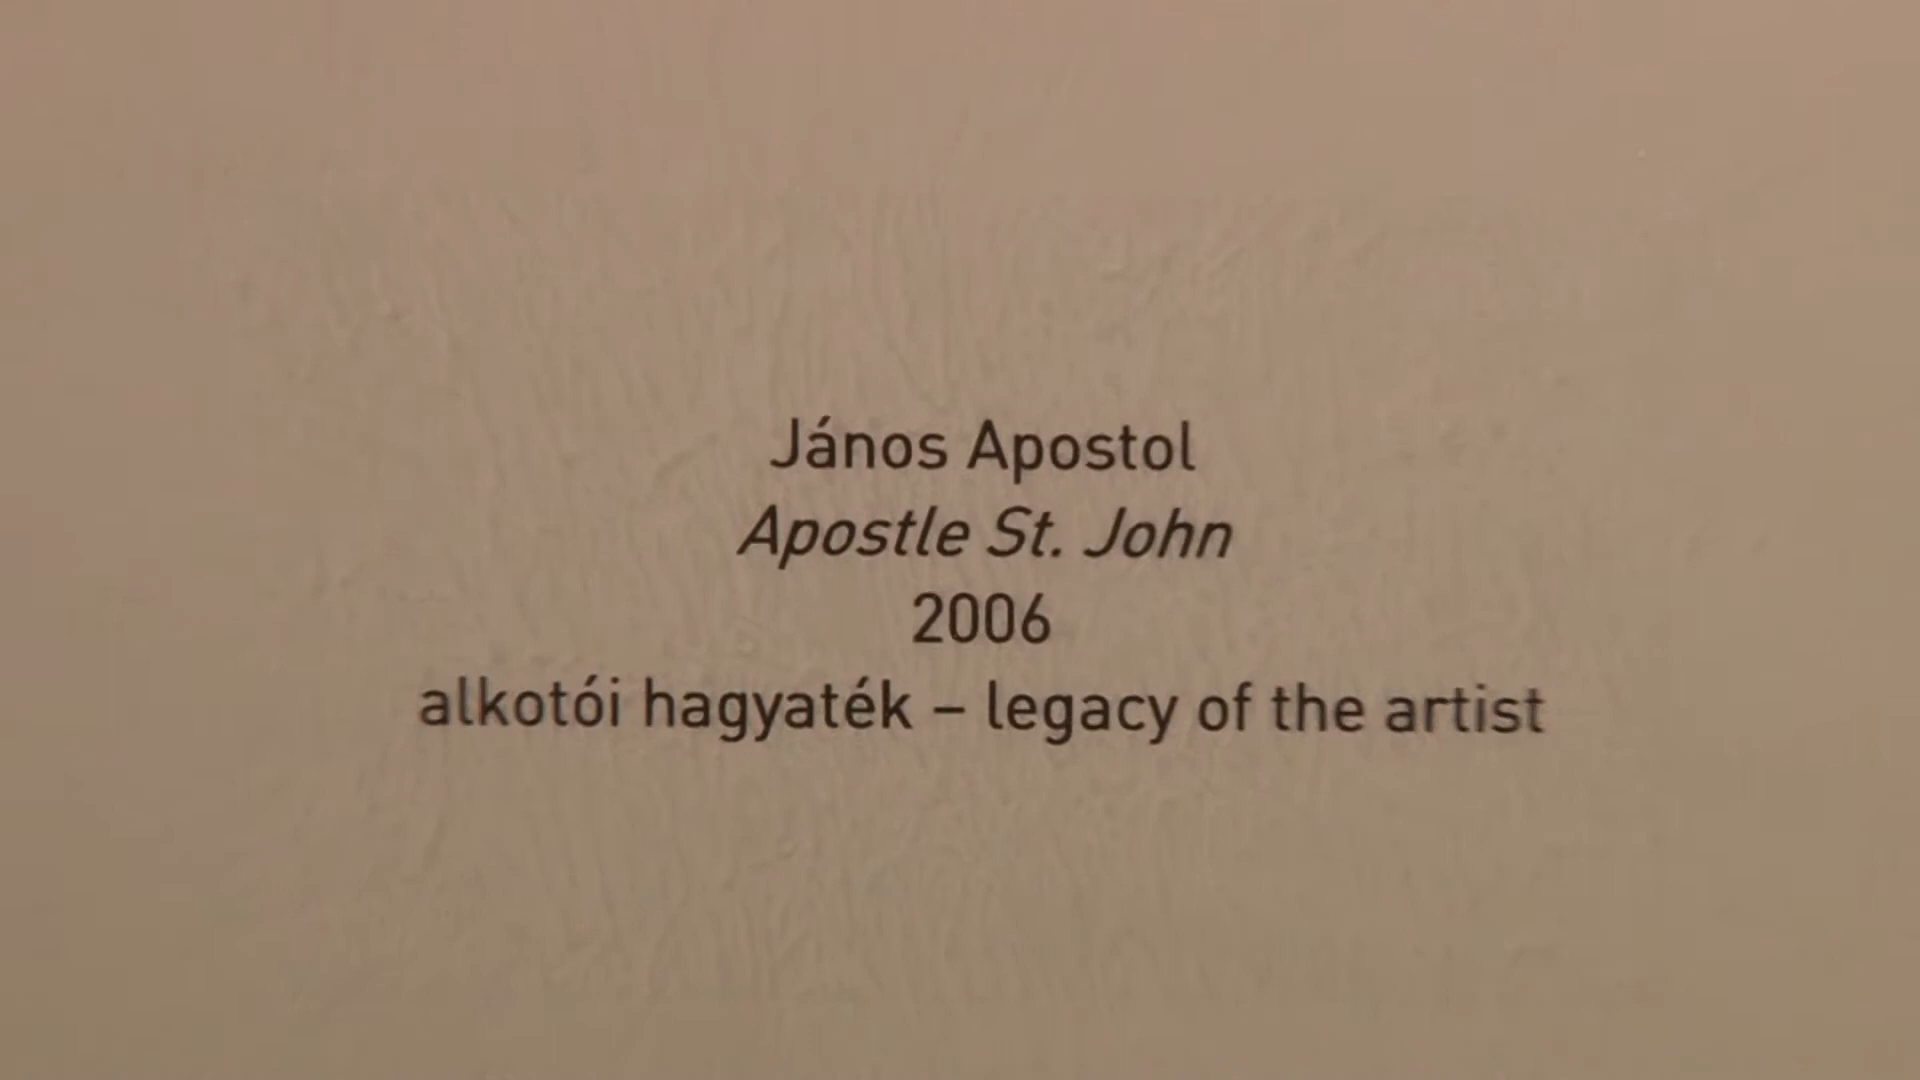 János Apostol
Apostle St. John
2006
alkotói hagyaték – legacy of the artist